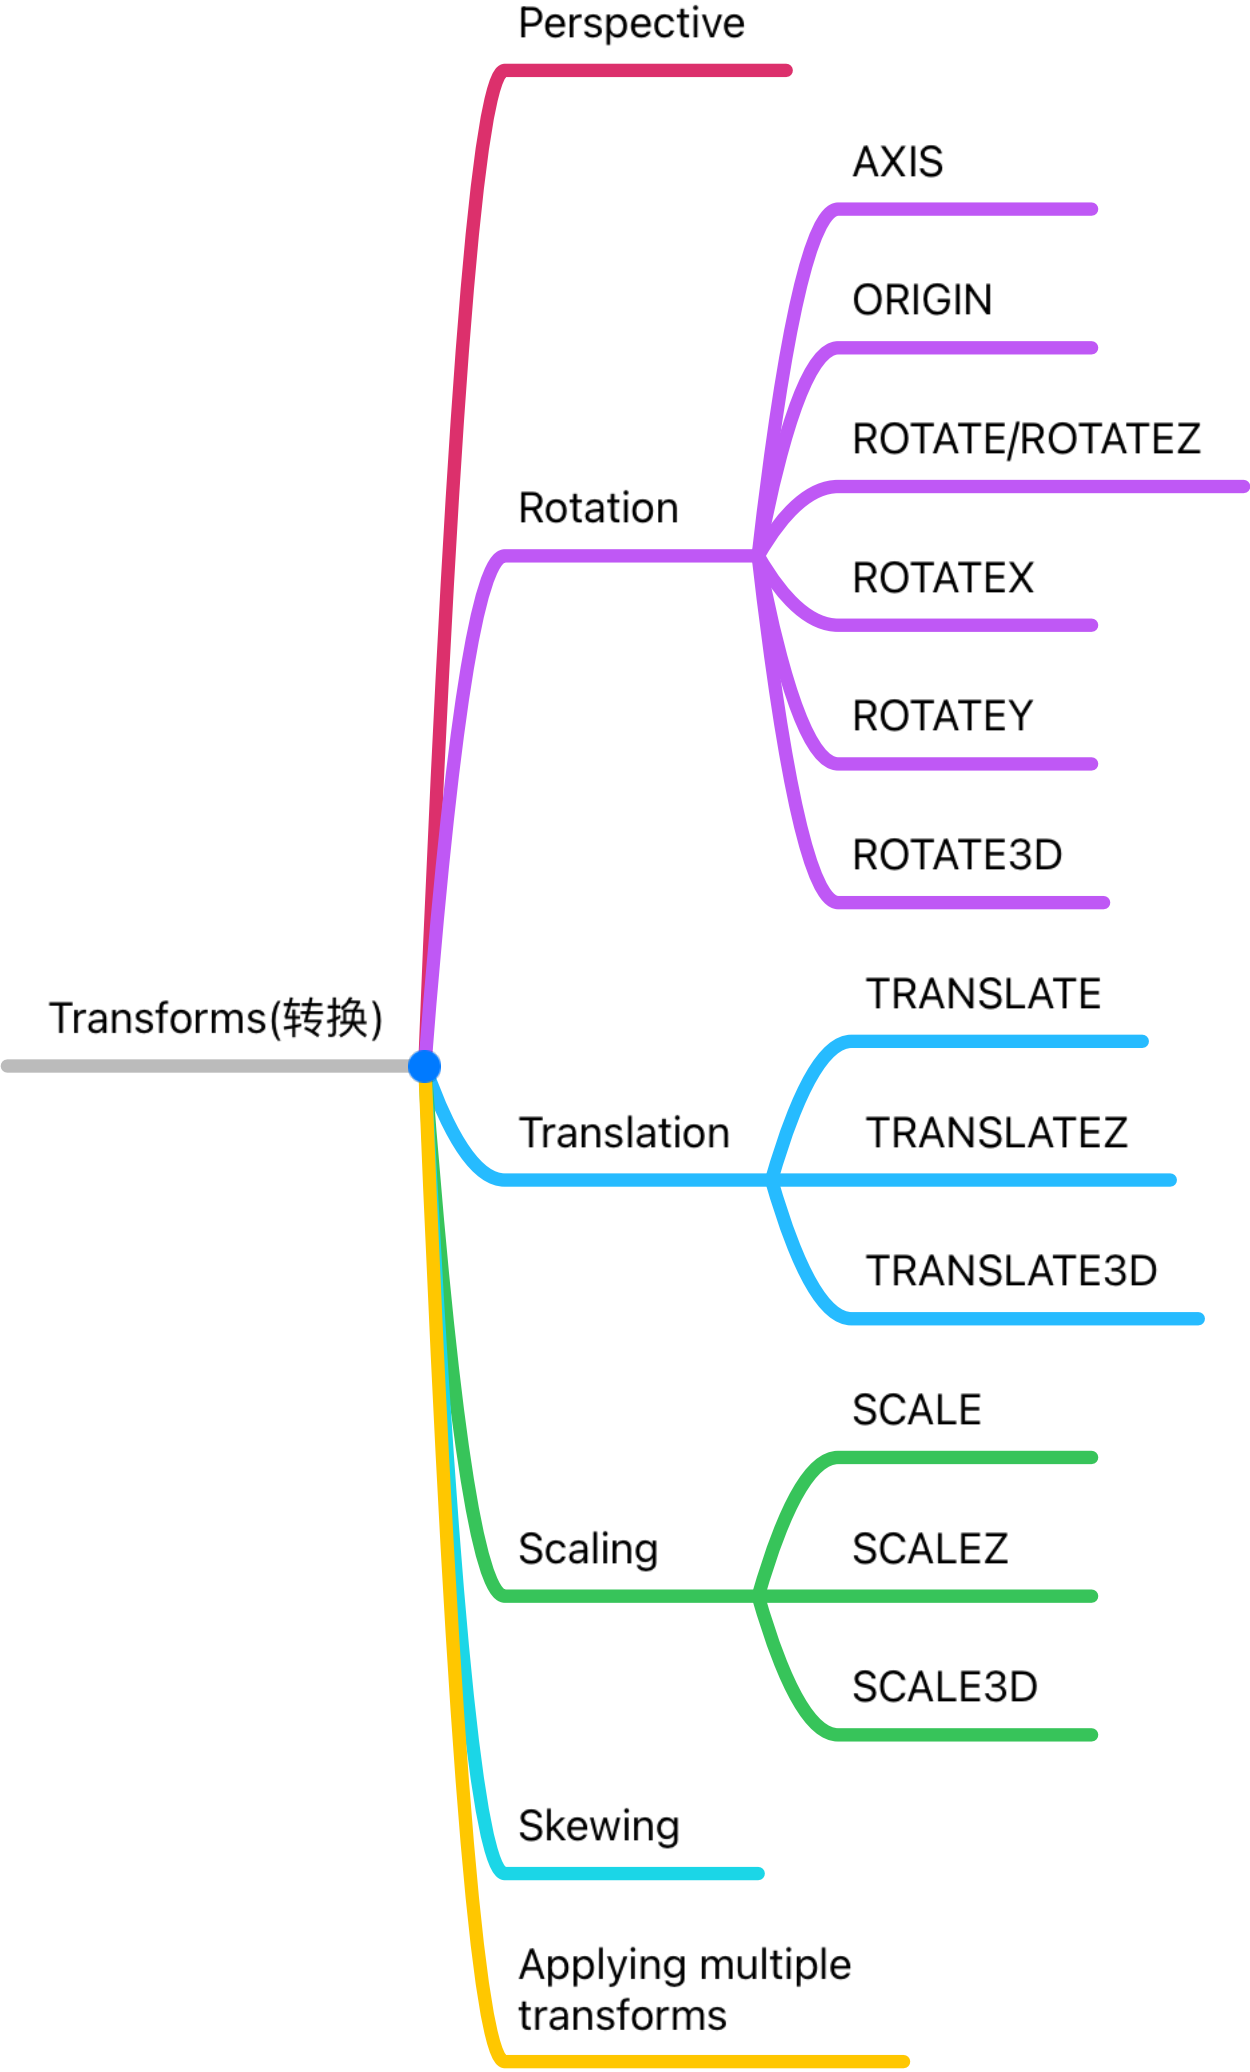 Perspective
AXIS
ORIGIN
ROTATE/ROTATEZ
Rotation
ROTATEX
ROTATEY
ROTATE3D
TRANSLATE
Transforms(转换)
Translation
TRANSLATEZ
TRANSLATE3D
SCALE
Scaling
SCALEZ
SCALE3D
Skewing
Applying multiple
transforms